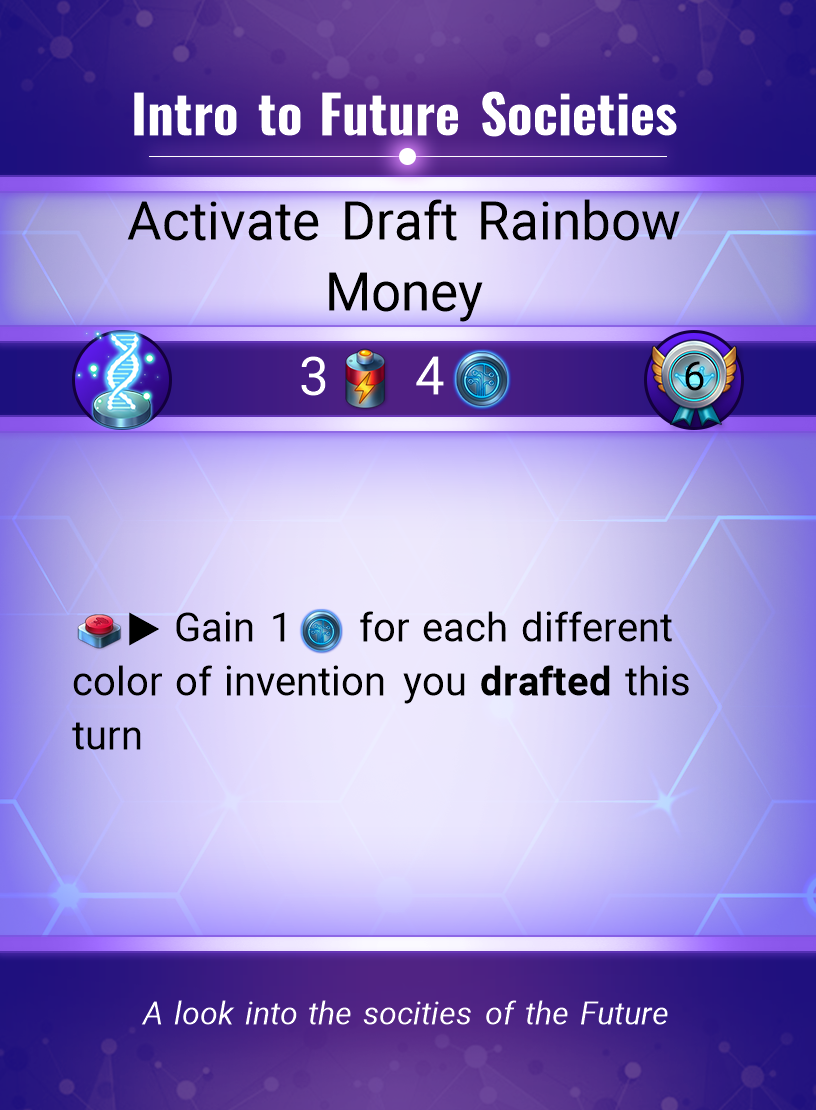 Intro to Future Societies
Activate Draft Rainbow
Money
3 4 6
▶ Gain 1 for each different
color of invention you drafted this
turn
A look into the socities of the Future